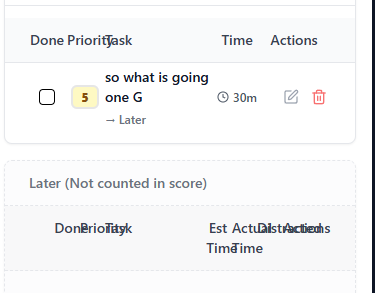 Done Priority Task Time Actions
so what is going
one G
5 30m
→ Later
Later (Not counted in score)
Done Priority Task Est Actual Distracted Actions
Time Time